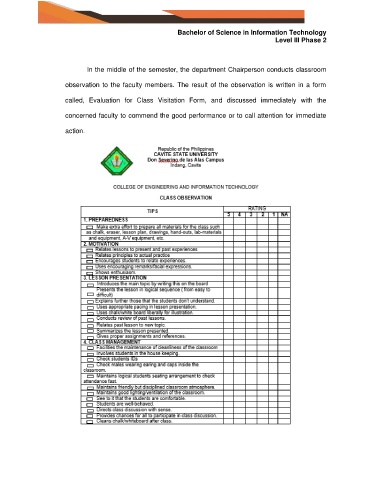 Bachelor of Science in Information Technology
Level III Phase 2
In the middle of the semester, the department Chairperson conducts classroom
observation to the faculty members. The result of the observation is written in a form
called, Evaluation for Class Visitation Form, and discussed immediately with the
concerned faculty to commend the good performance or to call attention for immediate
action.
Republic of the Philippines
CAVITE STATE UNIVERSITY
Don Severino de las Alas Campus
Indang, Cavite
COLLEGE OF ENGINEERING AND INFORMATION TECHNOLOGY
CLASS OBSERVATION
TIPS RATING
5 4 3 2 1 NA
1. PREPAREDNESS
Make extra effort to prepare all materials for the class such
as chalk, eraser, lesson plan, drawings, hand-outs, lab-materials
and equipment, A-V equipment, etc.
2. MOTIVATION
Relates lessons to present and past experiences
Relates principles to actual practice
Encourages students to relate experiences.
Uses encouraging remarks/facial expressions.
Shows enthusiasm.
3. LESSON PRESENTATION
Introduces the main topic by writing this on the board
Presents the lesson in logical sequence ( from easy to
difficult)
Explains further those that the students don't understand.
Uses appropriate pacing in lesson presentation.
Uses chalk/white board liberally for illustration.
Conducts review of past lessons.
Relates past lesson to new topic.
Summarizes the lesson presented.
Gives proper assignments and references.
4. CLASS MANAGEMENT
Facilities the maintenance of cleanliness of the classroom.
Involves students in the house keeping.
Check students IDs
Check males wearing earing and caps inside the
classroom.
Maintains logical students seating arrangement to check
attendance fast.
Maintains friendly but disciplined classroom atmosphere.
Maintains good lighting/ventilation of the classroom.
See to it that the students are comfortable.
Students are well-behaved.
Directs class discussion with sense.
Provides chances for all to participate in class discussion.
Cleans chalk/whiteboard after class.